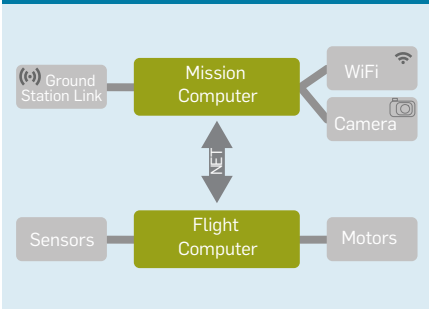 Ground
Station Link
Mission
Computer
WiFi
Camera
NET
Sensors
Flight
Computer
Motors